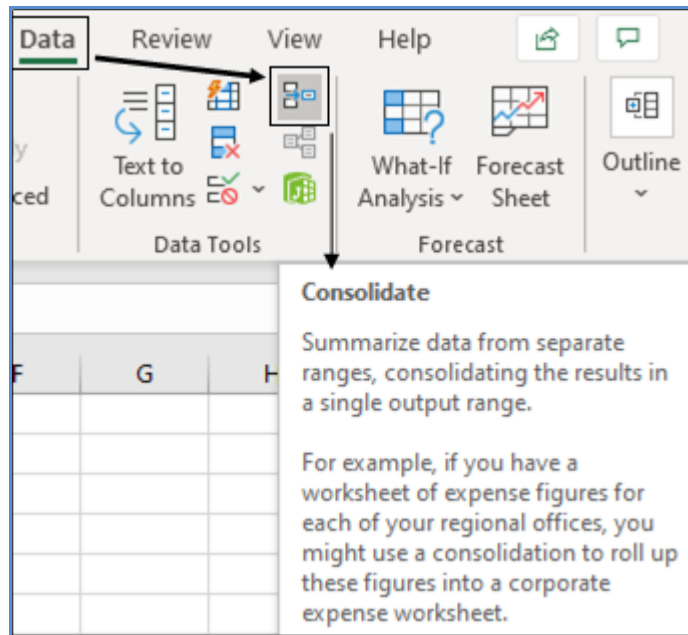 Data Review View Help
y
ced
Text to
Columns
What-If
Analysis
Forecast
Sheet
Outline
Data Tools
Forecast
Consolidate
Summarize data from separate
ranges, consolidating the results in
a single output range.
For example, if you have a
worksheet of expense figures for
each of your regional offices, you
might use a consolidation to roll up
these figures into a corporate
expense worksheet.
F G H